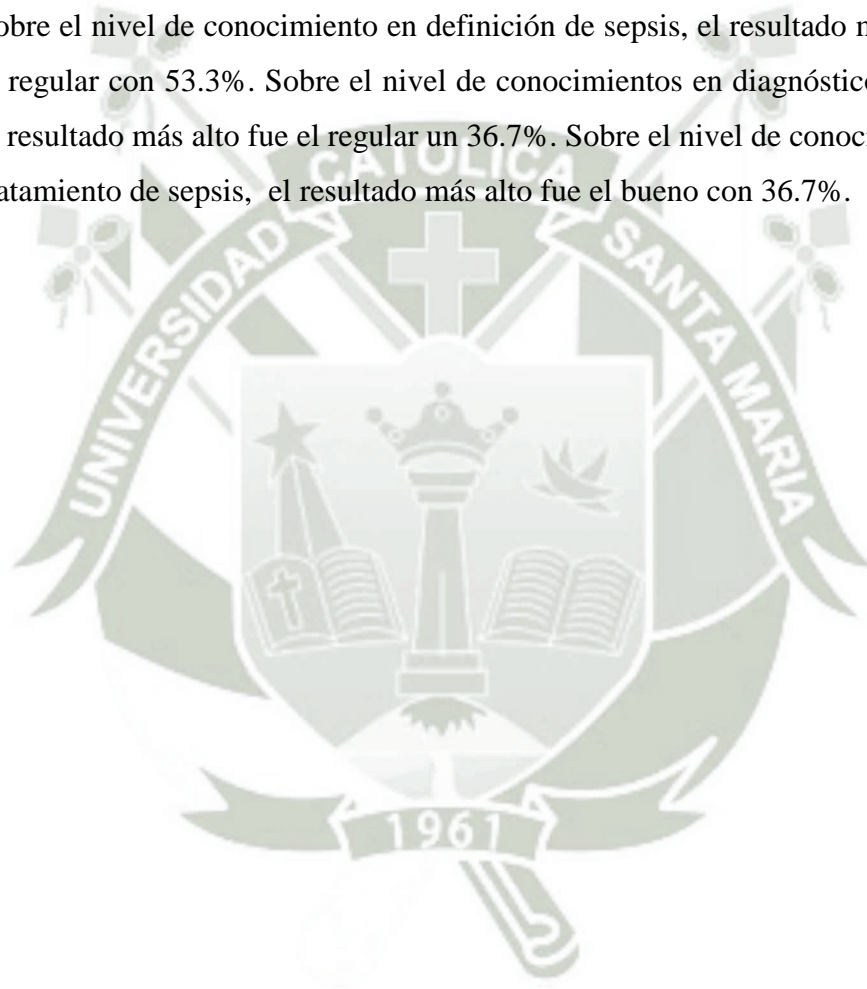 obre el nivel de conocimiento en definición de sepsis, el resultado
regular con 53.3%. Sobre el nivel de conocimientos en diagnóstico
resultado más alto fue el regular un 36.7%. Sobre el nivel de
atamiento de sepsis, el resultado más alto fue el bueno con 36.7%.
CATOLICA
UNIVERSIDAD
SANTA MARIA
1961